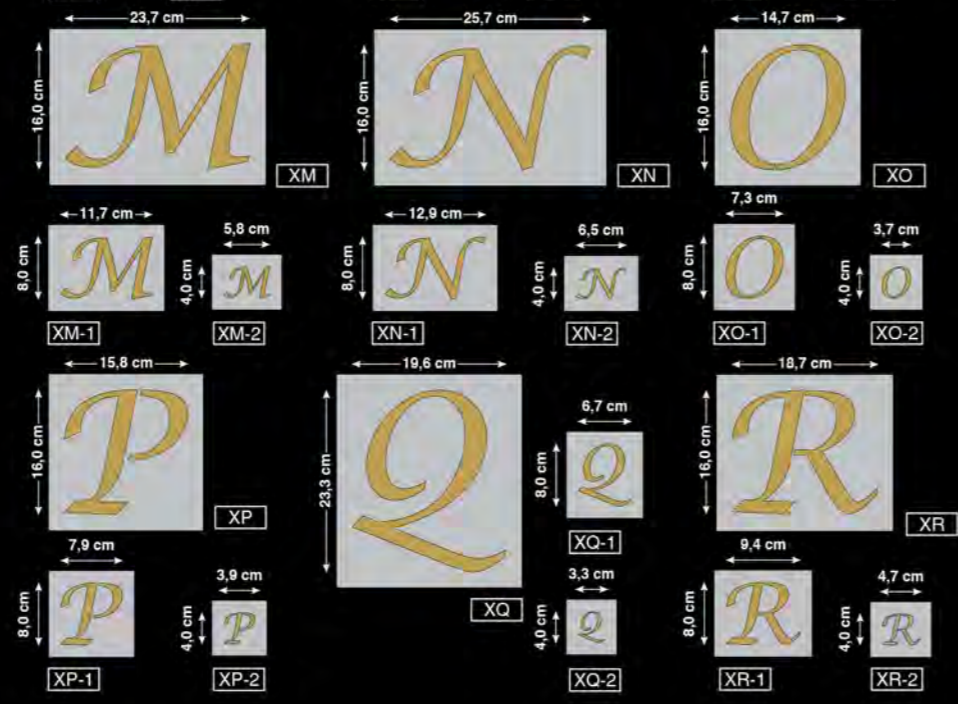 23,7 cm
25,7 cm
14,7 cm
16,0 cm
M
16,0 cm
N
16,0 cm
O
XM
XN
XO
11,7 cm
5,8 cm
12,9 cm
6,5 cm
7,3 cm
3,7 cm
8,0 cm
M
4,0 cm
M
8,0 cm
N
4,0 cm
N
8,0 cm
O
4,0 cm
O
XM-1
XM-2
XN-1
XN-2
XO-1
XO-2
15,8 cm
19,6 cm
18,7 cm
16,0 cm
P
23,3 cm
Q
6,7 cm
8,0 cm
Q
16,0 cm
R
XP
XQ-1
XR
7,9 cm
3,9 cm
3,3 cm
9,4 cm
4,7 cm
8,0 cm
P
4,0 cm
P
XQ
4,0 cm
Q
8,0 cm
R
4,0 cm
R
XP-1
XP-2
XQ-2
XR-1
XR-2